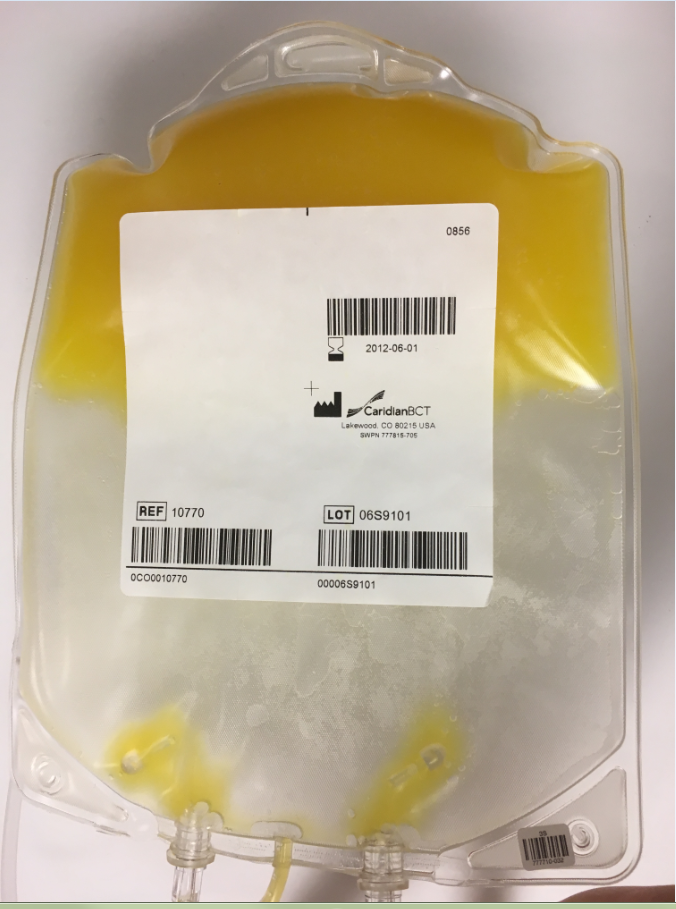 0856
2012-06-01
CaridianBCT
Lakewood, CO 80215 USA
SWPN 777815-705
REF 10770
LOT 06S9101
0CO0010770
00006S9101